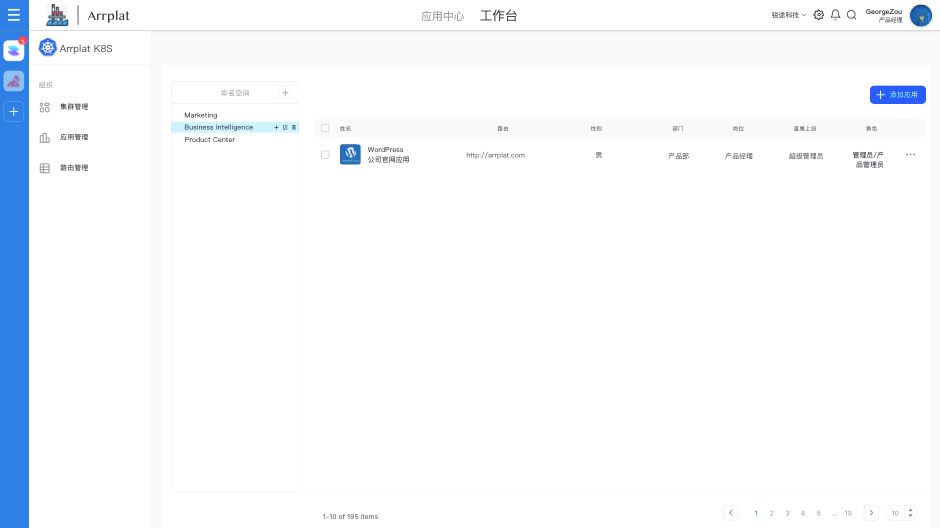 Arrplat
应用中心 工作台
锐途科技
GeorgeZou
产品经理
Arrplat K8S
组织
集群管理
应用管理
路由管理
命名空间
Marketing
Business Intelligence
Product Center
添加应用
姓名 路由 性别 部门 岗位 直属上级 角色
WordPress
公司官网应用
http://arrplat.com
男
产品部
产品经理
超级管理员
管理员/产
品管理员
1-10 of 195 items
1 2 3 4 5 ... 19
10